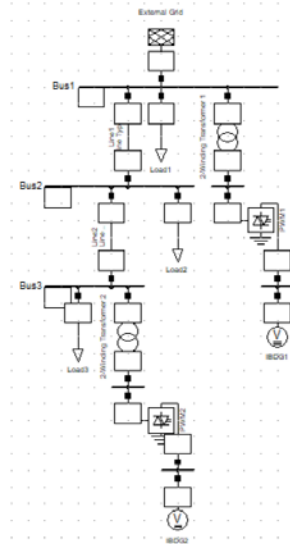 External Grid
Bus1
Line1
Line Typ
Load1
2-Winding Transformer 1
Bus2
PWM1
Line2
Line ..
Load2
Bus3
IBDG1
Load3
2-Winding Transformer 2
PWM2
IBDG2